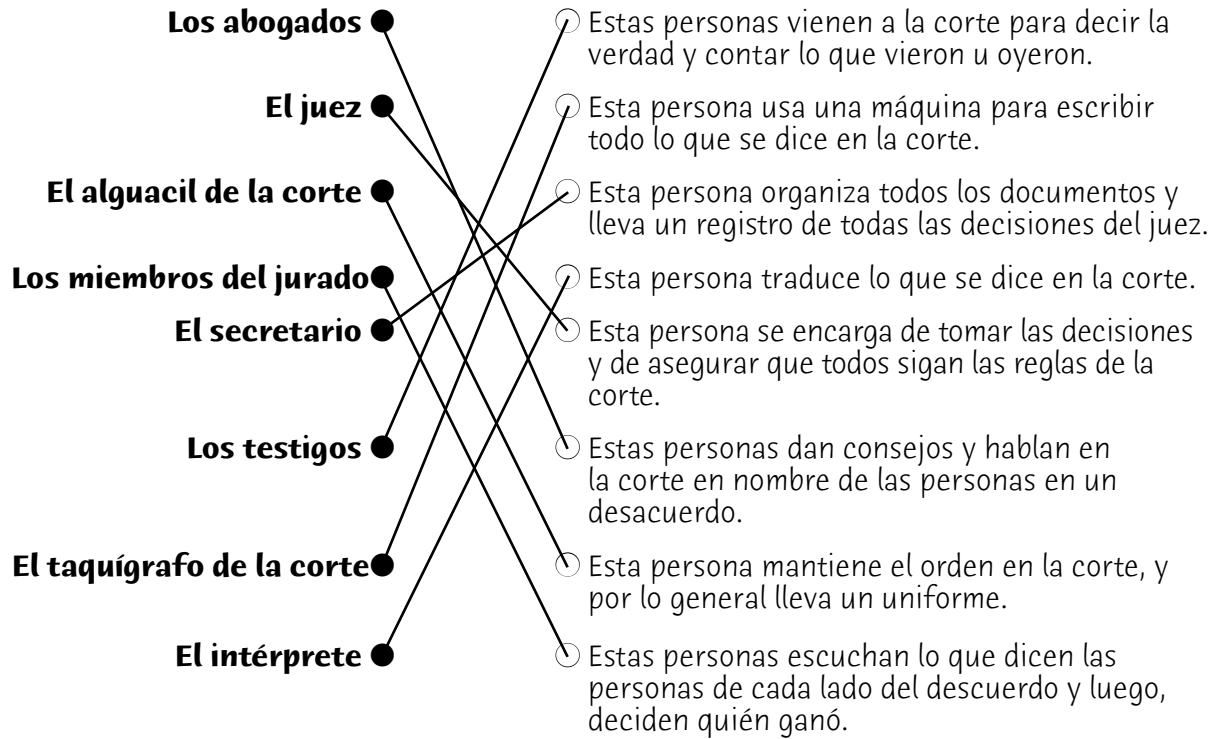 Los abogados
Estas personas vienen a la corte para decir la
verdad y contar lo que vieron u oyeron.
El juez
Esta persona usa una máquina para escribir
todo lo que se dice en la corte.
El alguacil de la corte
Esta persona organiza todos los documentos y
lleva un registro de todas las decisiones del juez.
Los miembros del jurado
Esta persona traduce lo que se dice en la corte.
El secretario
Esta persona se encarga de tomar las decisiones
y de asegurar que todos sigan las reglas de la
corte.
Los testigos
Estas personas dan consejos y hablan en
la corte en nombre de las personas en un
desacuerdo.
El taquígrafo de la corte
Esta persona mantiene el orden en la corte, y
por lo general lleva un uniforme.
El intérprete
Estas personas escuchan lo que dicen las
personas de cada lado del descuerdo y luego,
deciden quién ganó.